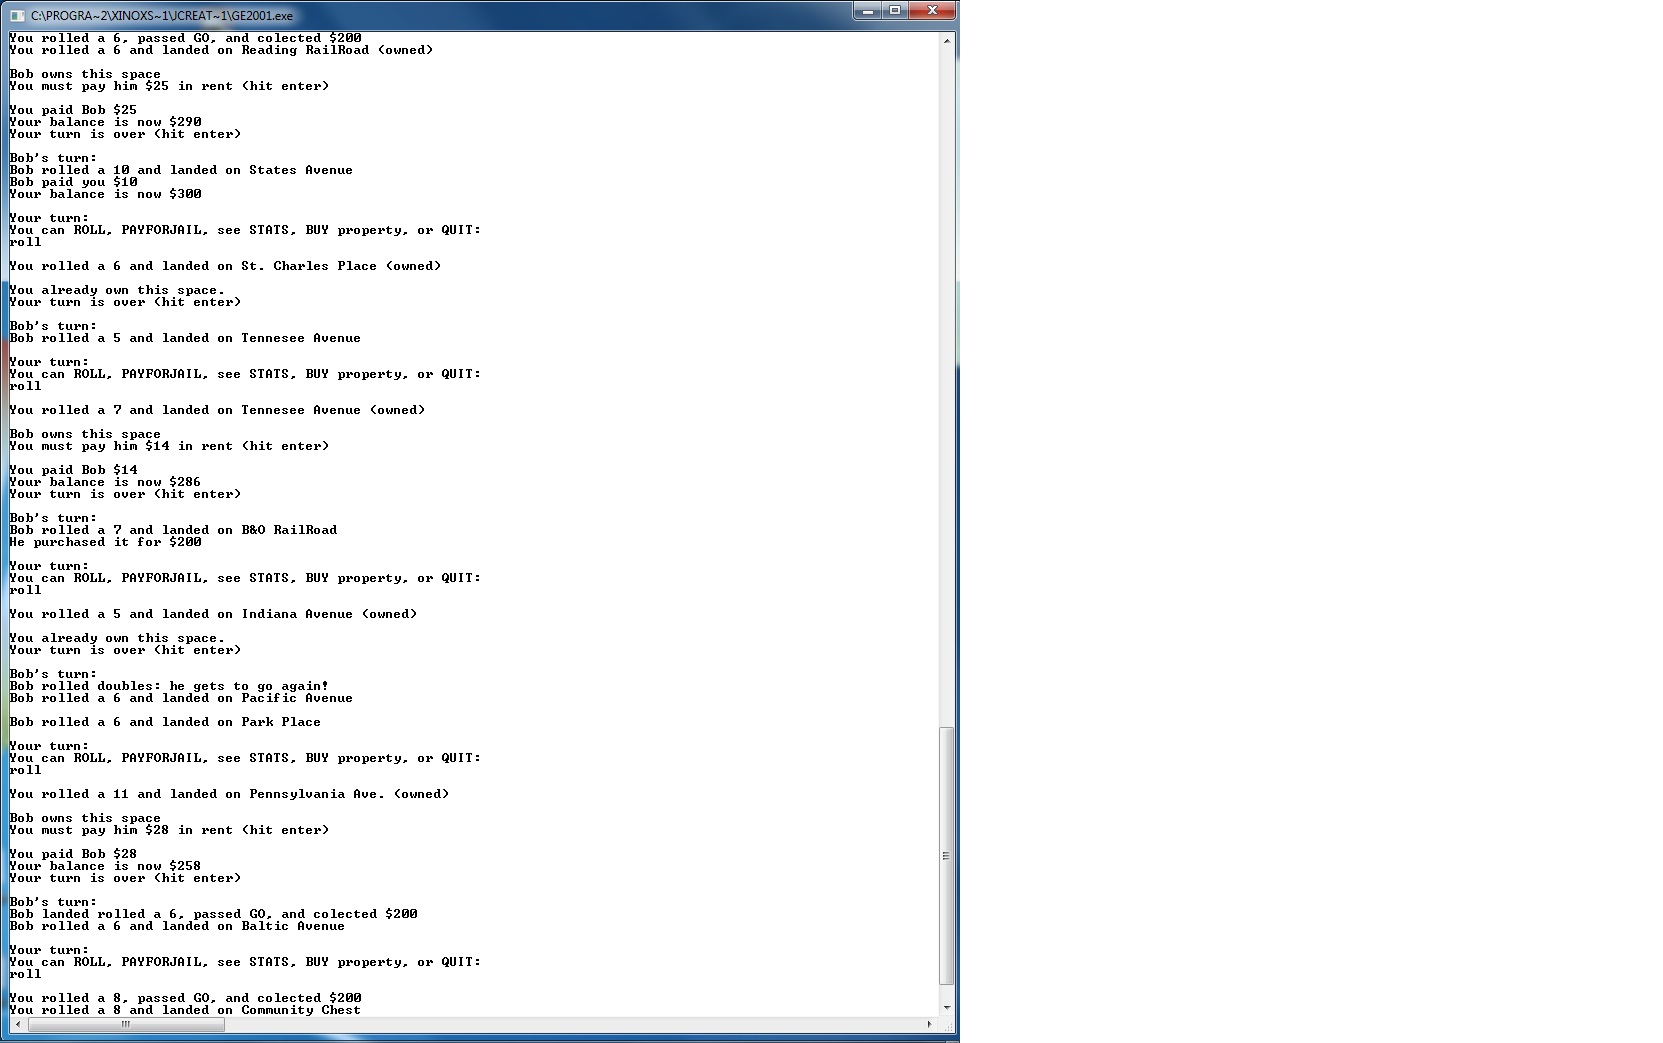 C:\PROGRA~2\XINOXS~1\JCREAT~1\GE2001.exe
You rolled a 6, passed GO, and colected $200
You rolled a 6 and landed on Reading RailRoad (owned)
Bob owns this space
You must pay him $25 in rent (hit enter)
You paid Bob $25
Your balance is now $290
Your turn is over (hit enter)
Bob's turn:
Bob rolled a 10 and landed on States Avenue
Bob paid you $10
Your balance is now $300
Your turn:
You can ROLL, PAYFORJAIL, see STATS, BUY property, or QUIT:
roll
You rolled a 6 and landed on St. Charles Place (owned)
You already own this space.
Your turn is over (hit enter)
Bob's turn:
Bob rolled a 5 and landed on Tennesee Avenue
Your turn:
You can ROLL, PAYFORJAIL, see STATS, BUY property, or QUIT:
roll
You rolled a 7 and landed on Tennesee Avenue (owned)
Bob owns this space
You must pay him $14 in rent (hit enter)
You paid Bob $14
Your balance is now $286
Your turn is over (hit enter)
Bob's turn:
Bob rolled a 7 and landed on B&O RailRoad
He purchased it for $200
Your turn:
You can ROLL, PAYFORJAIL, see STATS, BUY property, or QUIT:
roll
You rolled a 5 and landed on Indiana Avenue (owned)
You already own this space.
Your turn is over (hit enter)
Bob's turn:
Bob rolled doubles: he gets to go again!
Bob rolled a 6 and landed on Pacific Avenue
Bob rolled a 6 and landed on Park Place
Your turn:
You can ROLL, PAYFORJAIL, see STATS, BUY property, or QUIT:
roll
You rolled a 11 and landed on Pennsylvania Ave. (owned)
Bob owns this space
You must pay him $28 in rent (hit enter)
You paid Bob $28
Your balance is now $258
Your turn is over (hit enter)
Bob's turn:
Bob landed rolled a 6, passed GO, and colected $200
Bob rolled a 6 and landed on Baltic Avenue
Your turn:
You can ROLL, PAYFORJAIL, see STATS, BUY property, or QUIT:
roll
You rolled a 8, passed GO, and colected $200
You rolled a 8 and landed on Community Chest